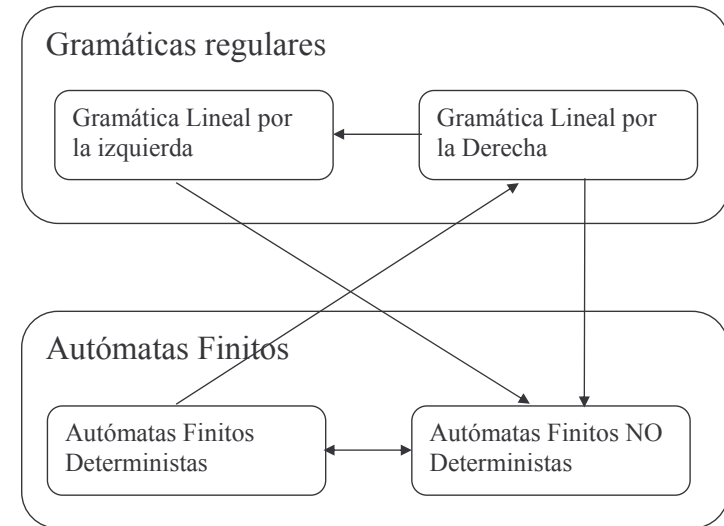 Gramáticas regulares
Gramática Lineal por
la izquierda
Gramática Lineal por
la Derecha
Autómatas Finitos
Autómatas Finitos
Deterministas
Autómatas Finitos NO
Deterministas